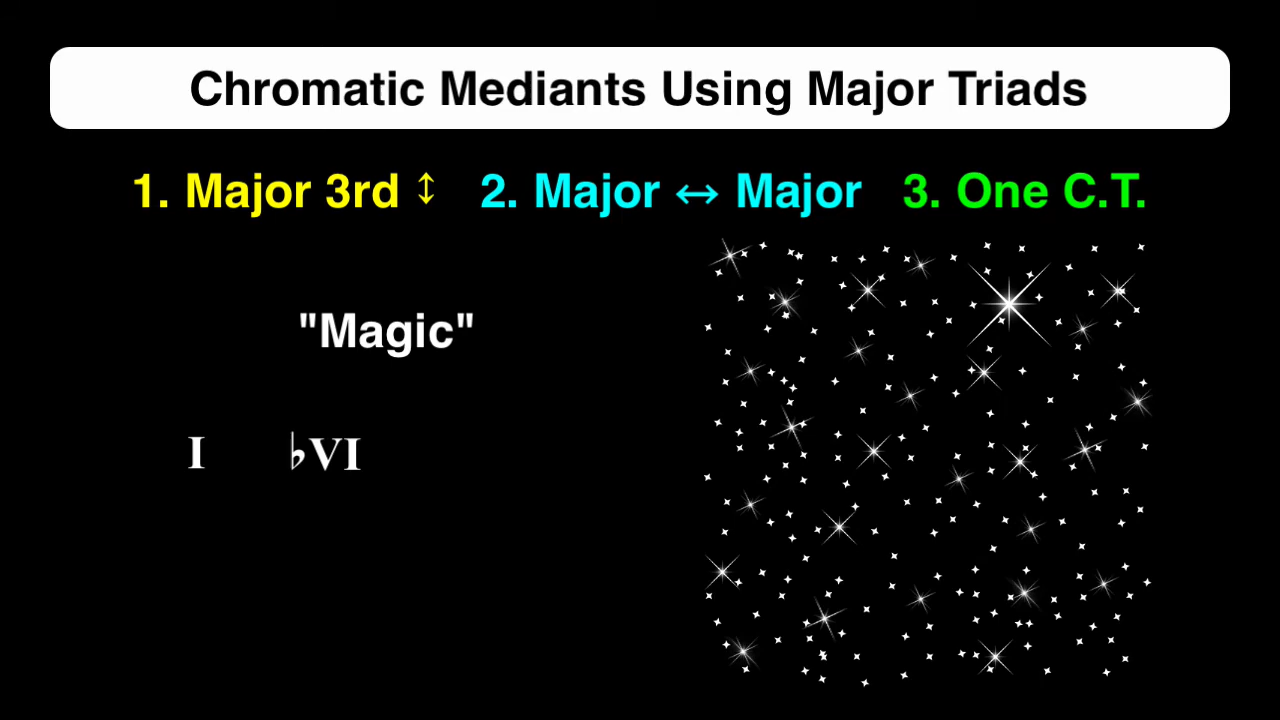 Chromatic Mediants Using Major Triads
1. Major 3rd ↕ 2. Major ↔ Major 3. One C.T.
"Magic"
I ♭VI